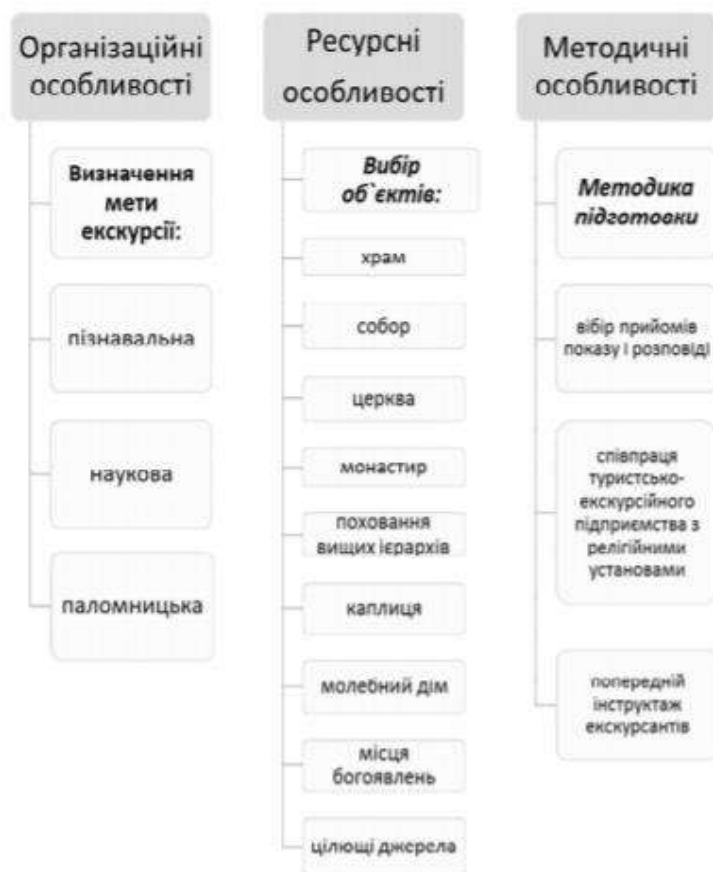 Організаційні
особливості
Визначення
мети
екскурсії:
пізнавальна
наукова
паломницька
Ресурсні
особливості
Вибір
об`єктів:
храм
собор
церква
монастир
поховання
вищих ієрархів
каплиця
молебний дім
місця
богоявлень
цілющі джерела
Методичні
особливості
Методика
підготовки
вібір прийомів
показу і розповіді
співпраця
туристсько-
екскурсійного
підприємства з
релігійними
установами
попередній
інструктаж
екскурсантів